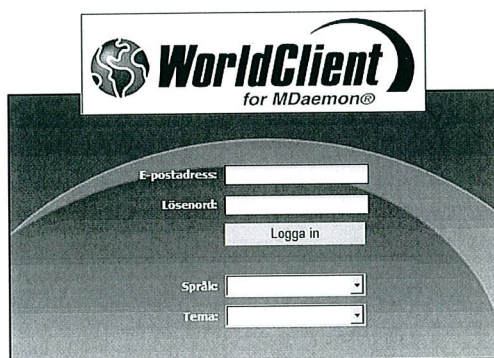 WorldClient
for MDaemon®
E-postadress:
Lösenord:
Logga in
Språk:
Tema: